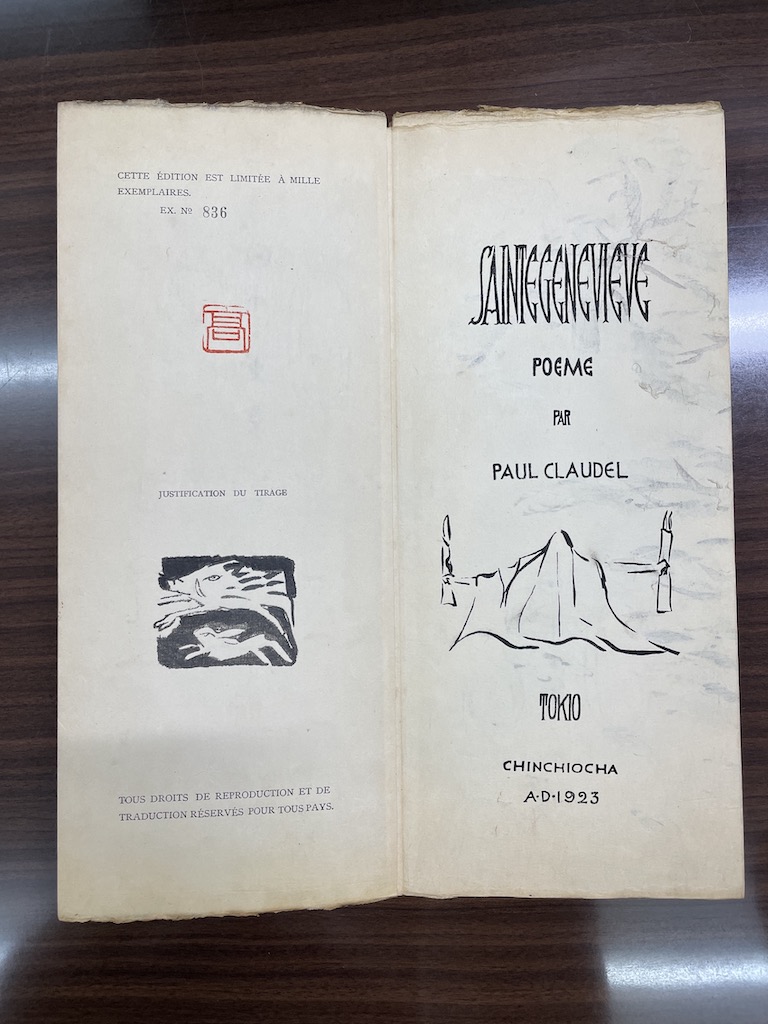 CETTE ÉDITION EST LIMITÉE À MILLE
EXEMPLAIRES.
EX. Nº 836
JUSTIFICATION DU TIRAGE
TOUS DROITS DE REPRODUCTION ET DE
TRADUCTION RÉSERVÉS POUR TOUS PAYS.
SAINTEGENEVIEVE
POEME
PAR
PAUL CLAUDEL
TOKIO
CHINCHIOCHA
A·D·1923